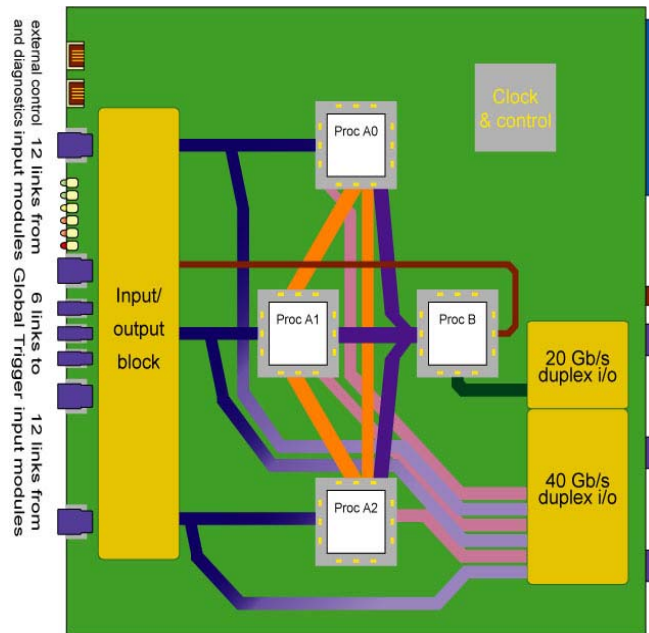 external control
and diagnostics
12 links from
input modules
6 links to
Global Trigger
12 links from
input modules
Input/
output
block
Proc A0
Proc A1
Proc A2
Proc B
Clock
& control
20 Gb/s
duplex i/o
40 Gb/s
duplex i/o